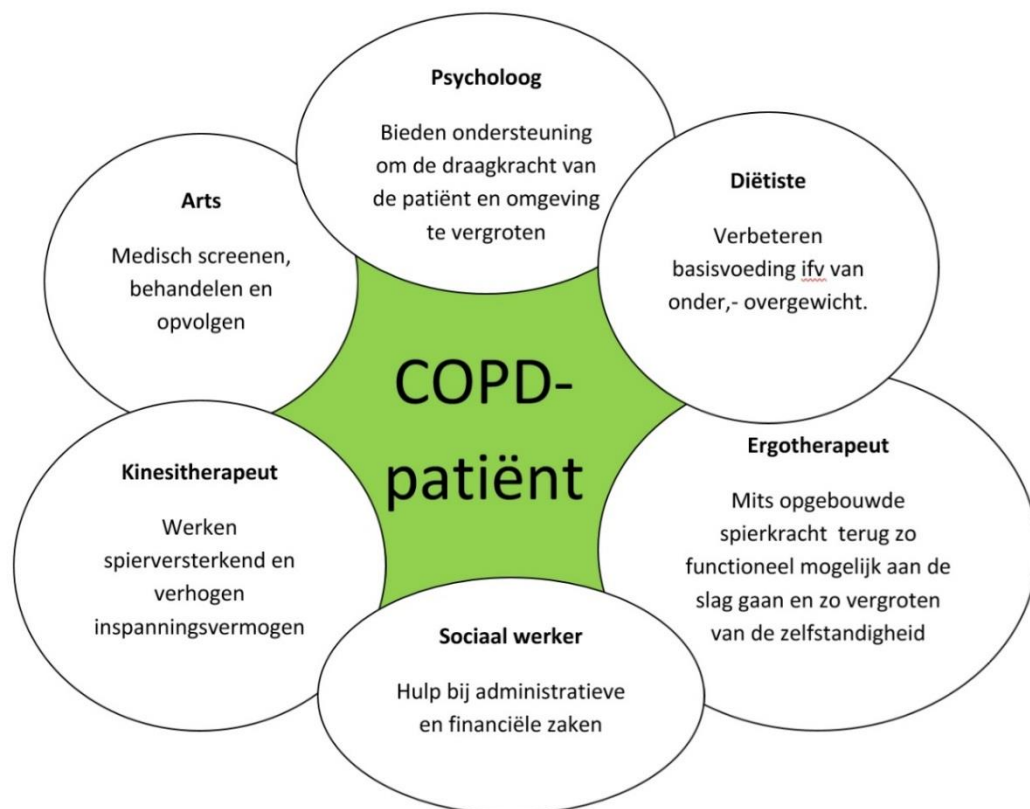 Psycholoog
Bieden ondersteuning
om de draagkracht van
de patiënt en omgeving
te vergroten
Arts
Medisch screenen,
behandelen en
opvolgen
Diëtiste
Verbeteren
basisvoeding ifv van
onder,- overgewicht.
COPD-
patiënt
Kinesitherapeut
Werken
spierversterkend en
verhogen
inspanningsvermogen
Ergotherapeut
Mits opgebouwde
spierkracht terug zo
functioneel mogelijk aan de
slag gaan en zo vergroten
van de zelfstandigheid
Sociaal werker
Hulp bij administratieve
en financiële zaken